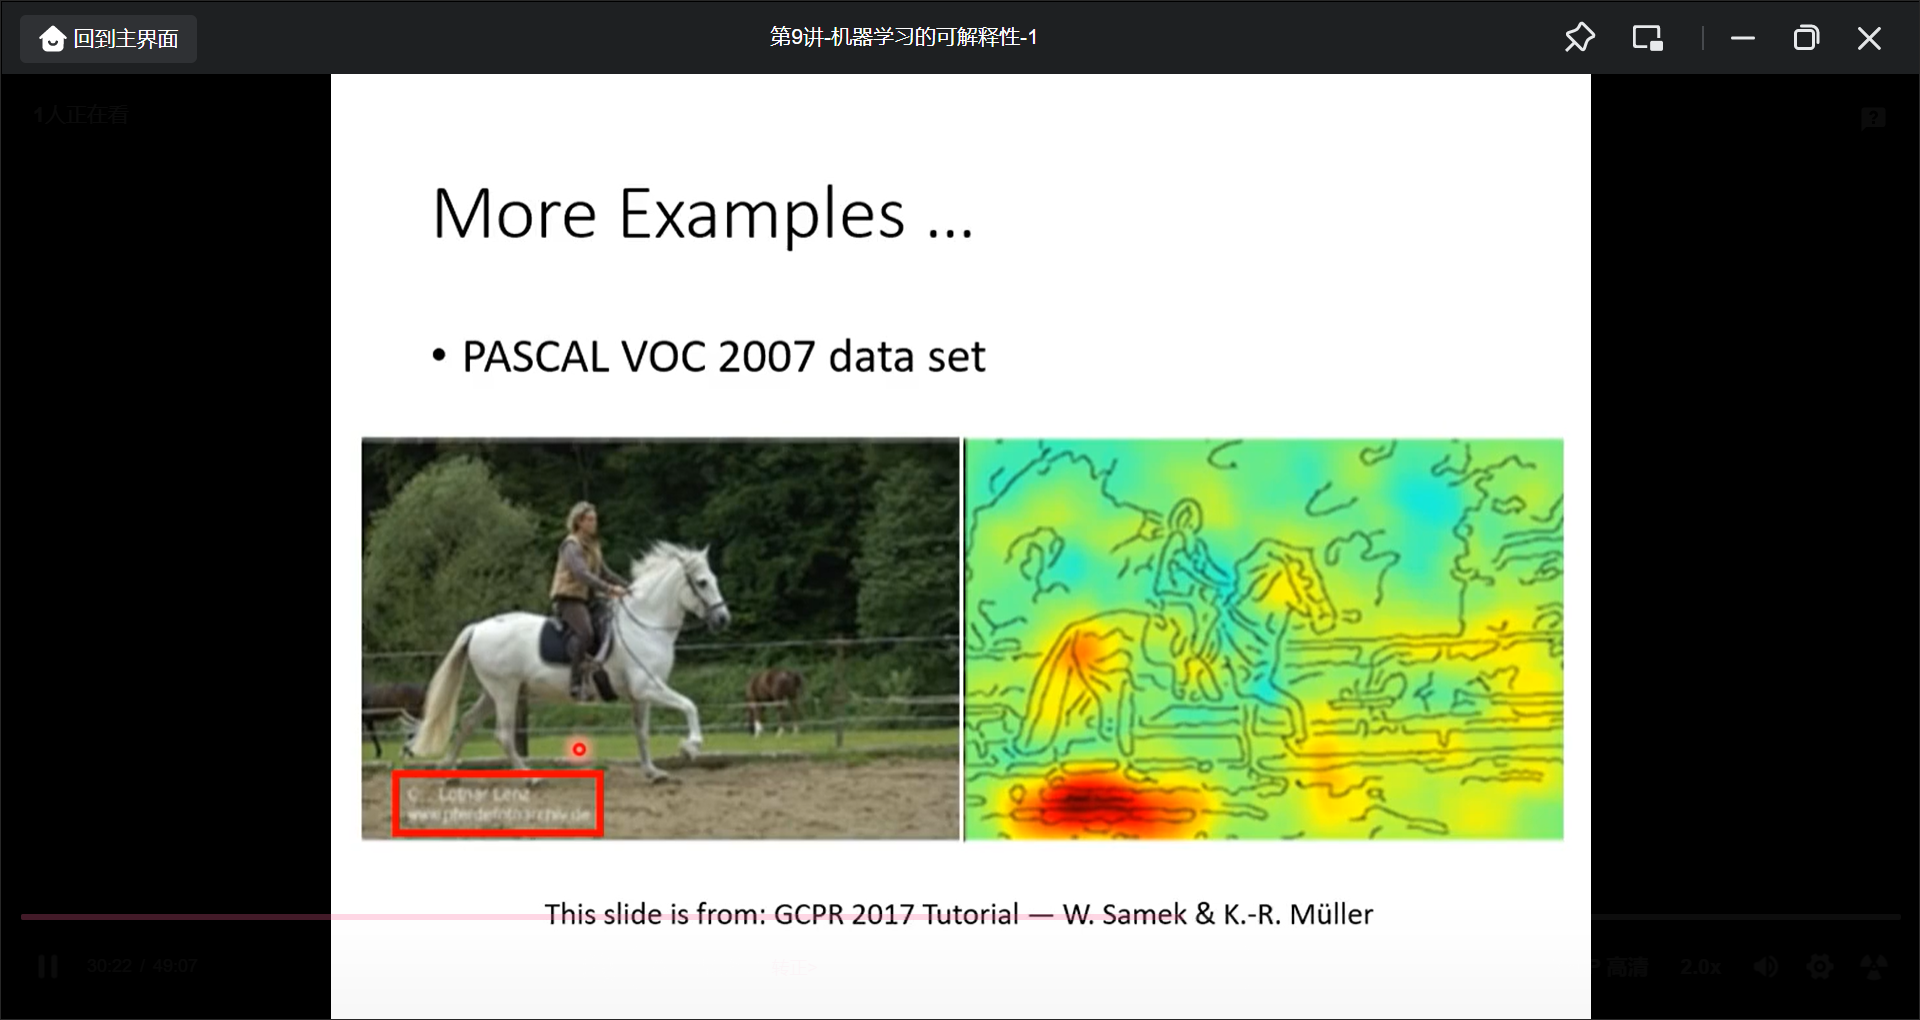 回到主界面
第9讲-机器学习的可解释性-1
1人正在看
More Examples ...
• PASCAL VOC 2007 data set
© Lothar Lenz
www.pferdefotoarchiv.de
This slide is from: GCPR 2017 Tutorial — W. Samek & K.-R. Müller
30:22 / 49:07
高清
2.0x